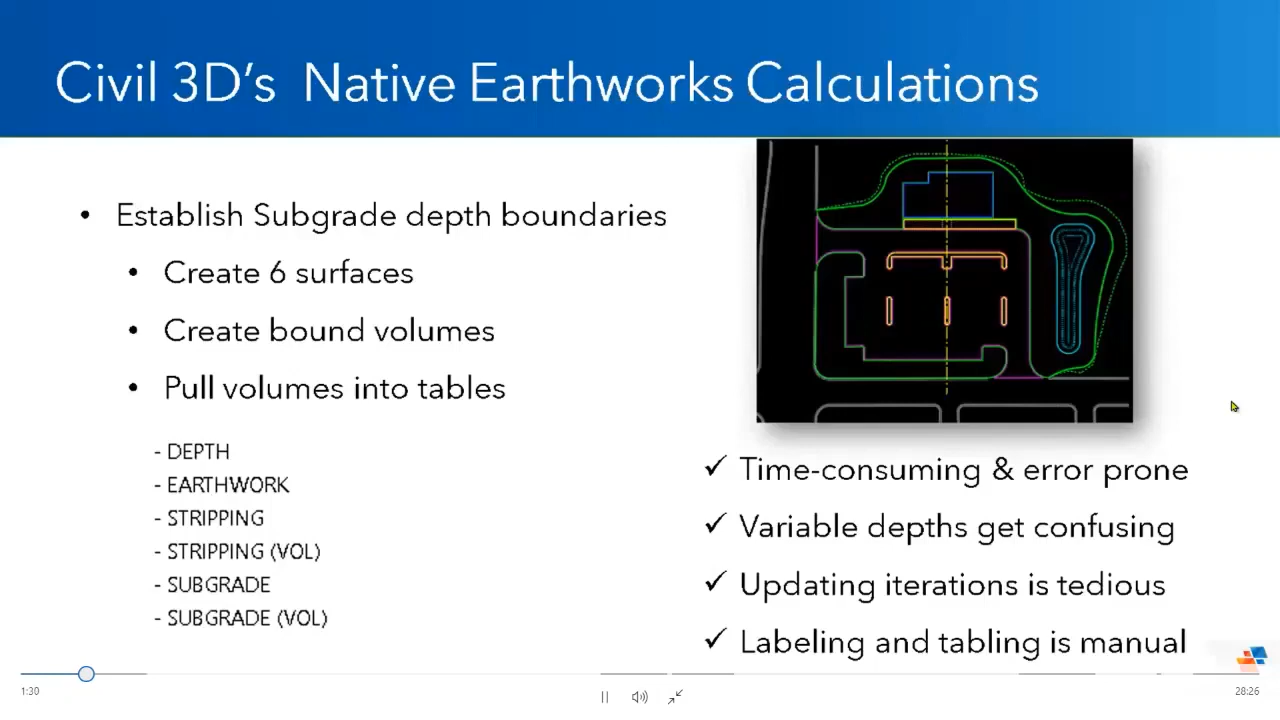 Civil 3D's Native Earthworks Calculations
• Establish Subgrade depth boundaries
• Create 6 surfaces
• Create bound volumes
• Pull volumes into tables
- DEPTH
- EARTHWORK
- STRIPPING
- STRIPPING (VOL)
- SUBGRADE
- SUBGRADE (VOL)
✓ Time-consuming & error prone
✓ Variable depths get confusing
✓ Updating iterations is tedious
✓ Labeling and tabling is manual
1:30
28:26